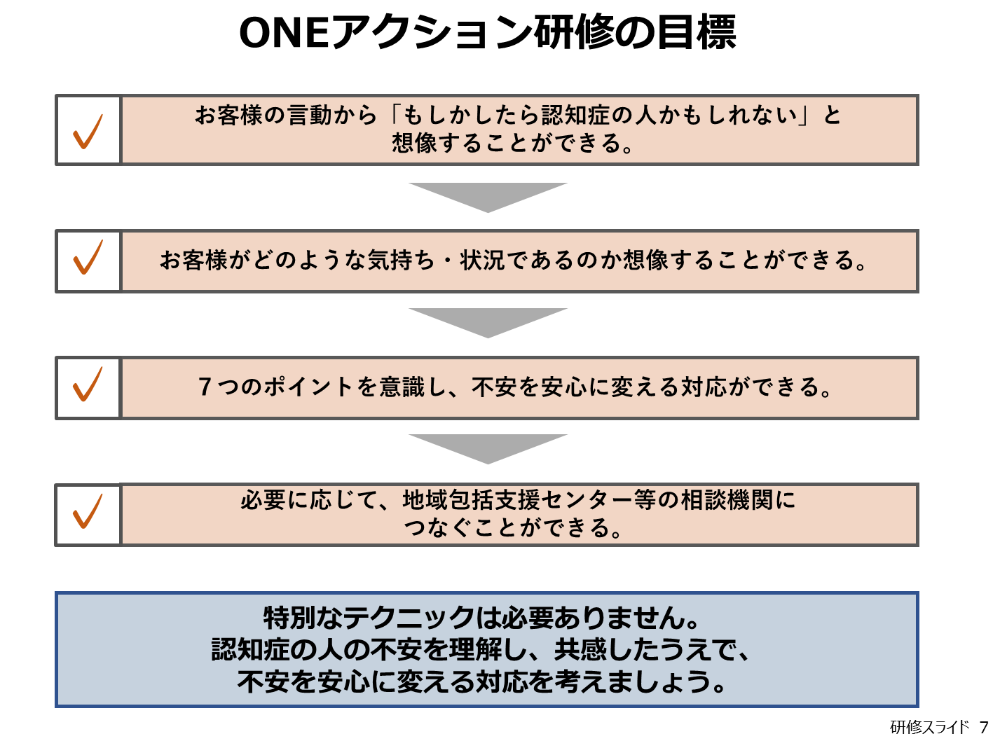 ONEアクション研修の目標
お客様の言動から「もしかしたら認知症の人かもしれない」と
想像することができる。
お客様がどのような気持ち・状況であるのか想像することができる。
７つのポイントを意識し、不安を安心に変える対応ができる。
必要に応じて、地域包括支援センター等の相談機関に
つなぐことができる。
特別なテクニックは必要ありません。
認知症の人の不安を理解し、共感したうえで、
不安を安心に変える対応を考えましょう。
研修スライド 7